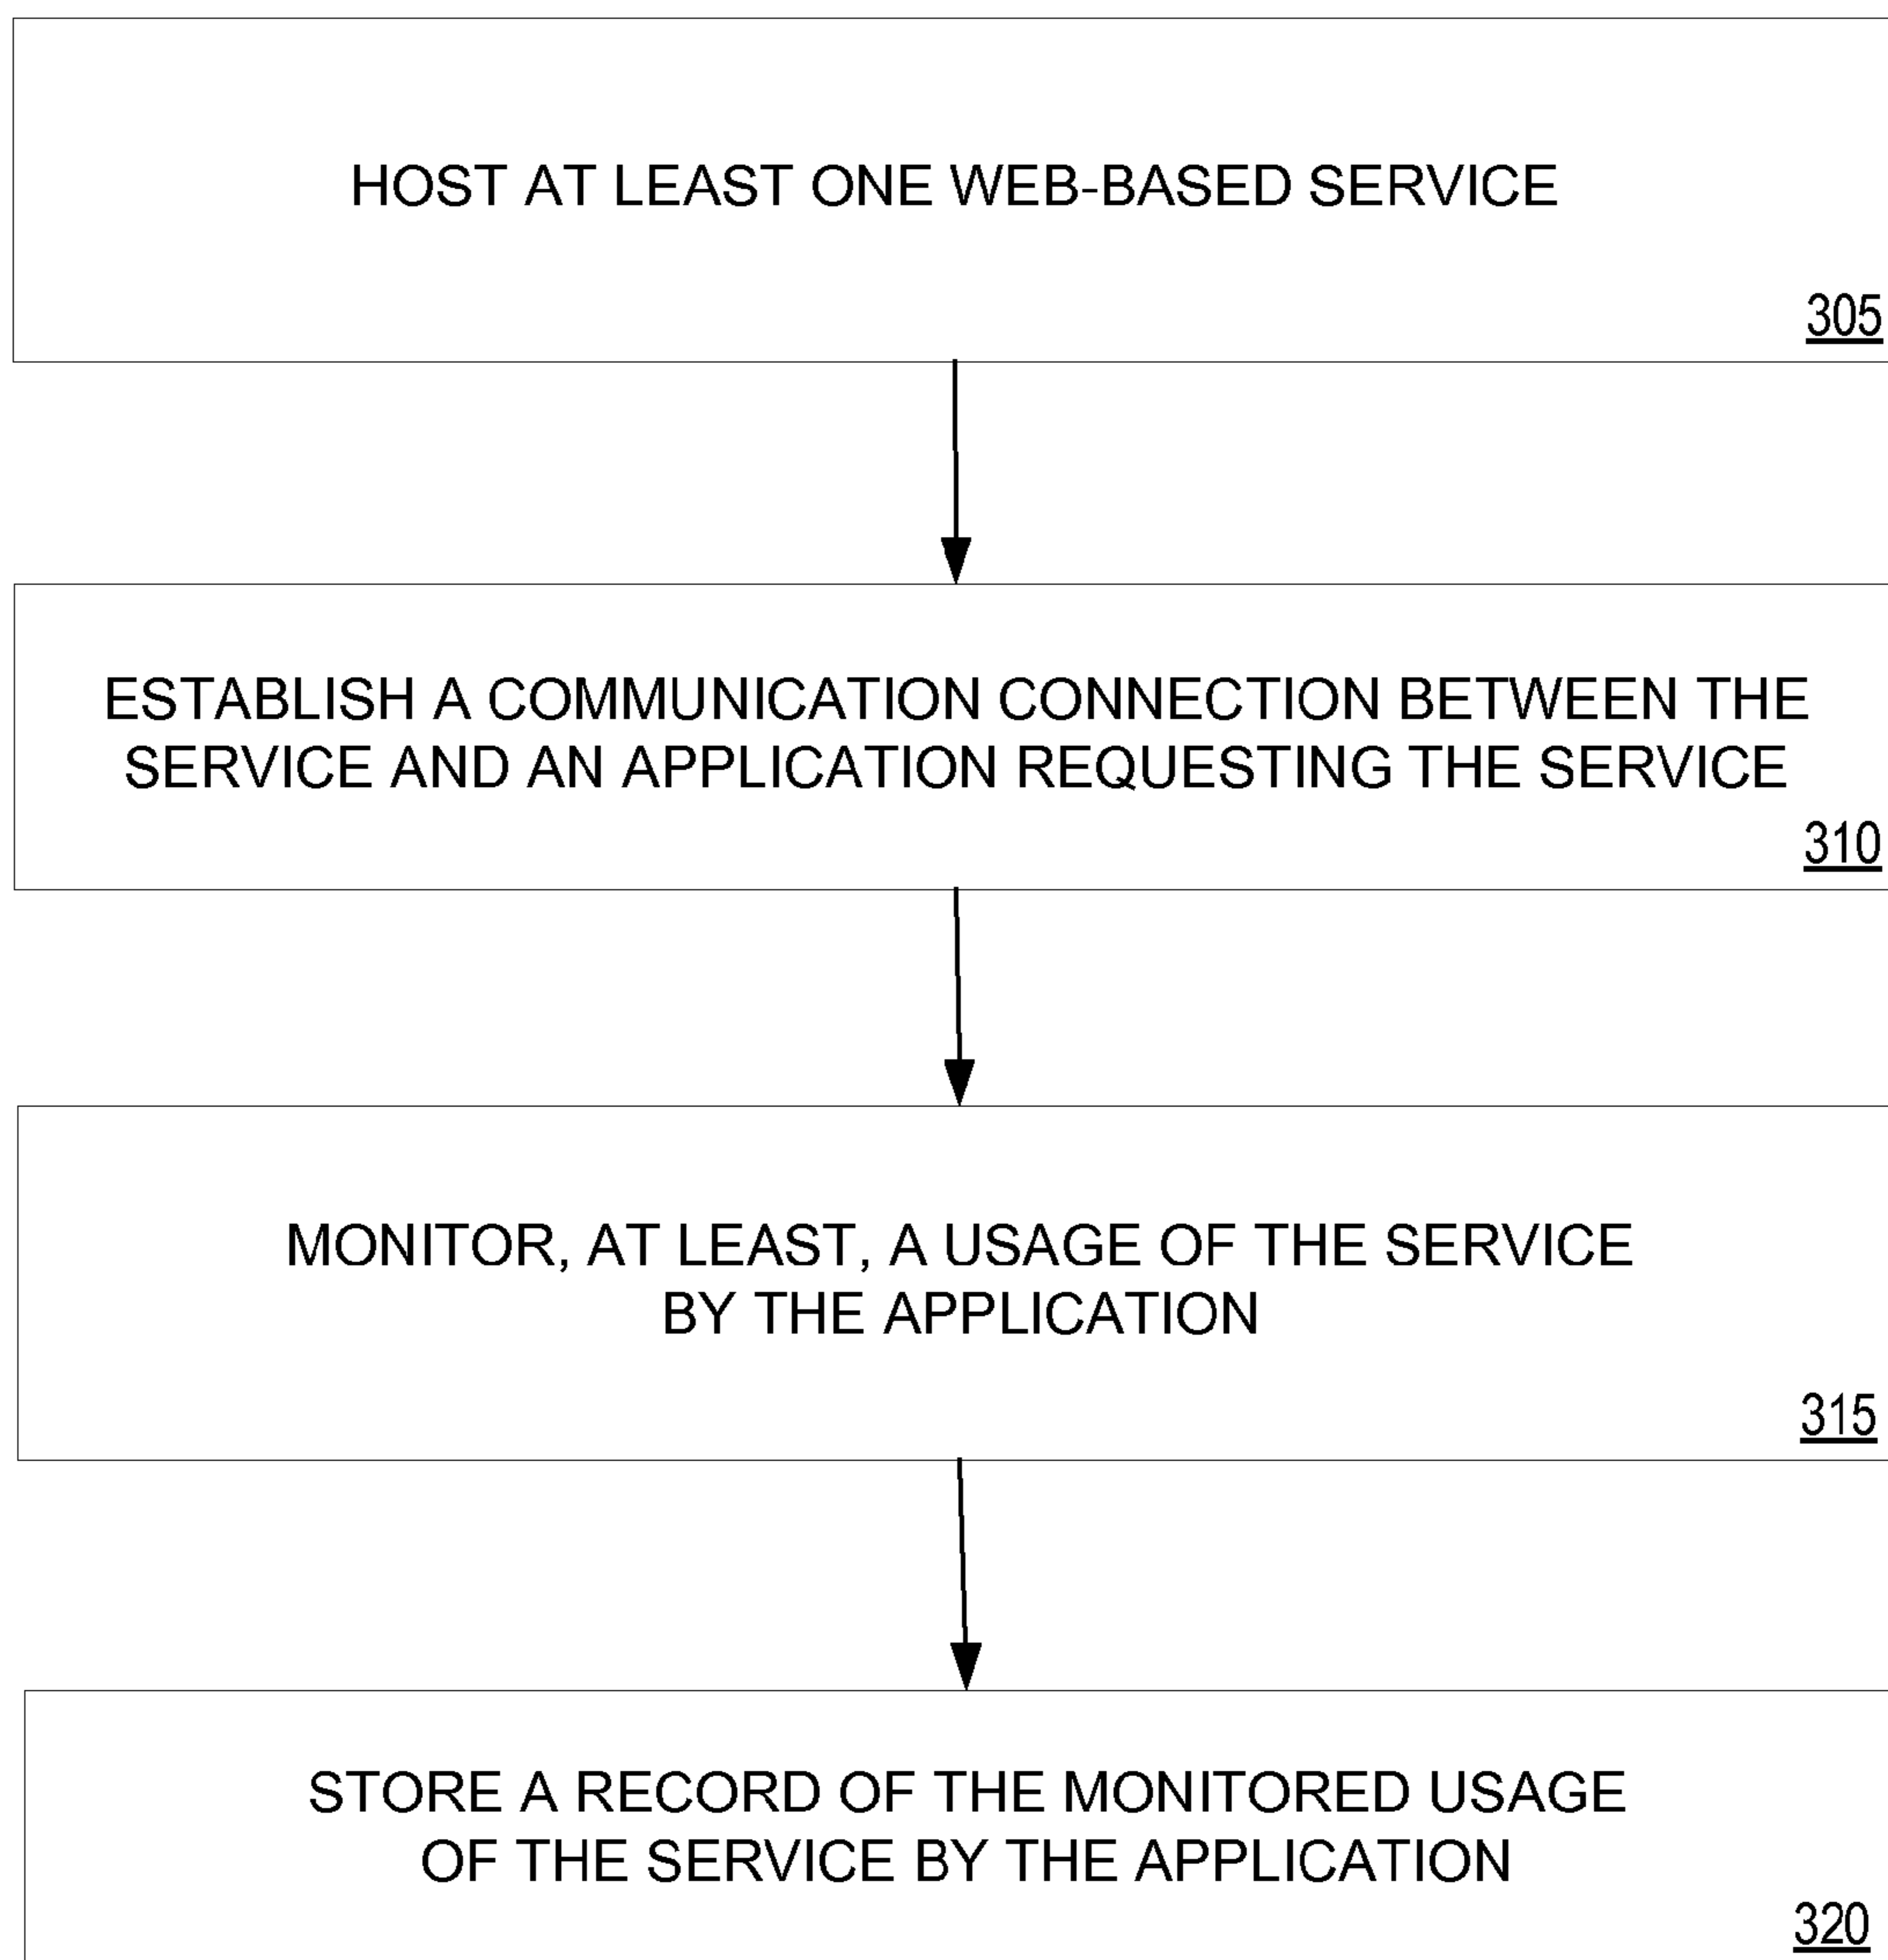 HOST AT LEAST ONE WEB-BASED SERVICE
305
ESTABLISH A COMMUNICATION CONNECTION BETWEEN THE
SERVICE AND AN APPLICATION REQUESTING THE SERVICE
310
MONITOR, AT LEAST, A USAGE OF THE SERVICE
BY THE APPLICATION
315
STORE A RECORD OF THE MONITORED USAGE
OF THE SERVICE BY THE APPLICATION
320